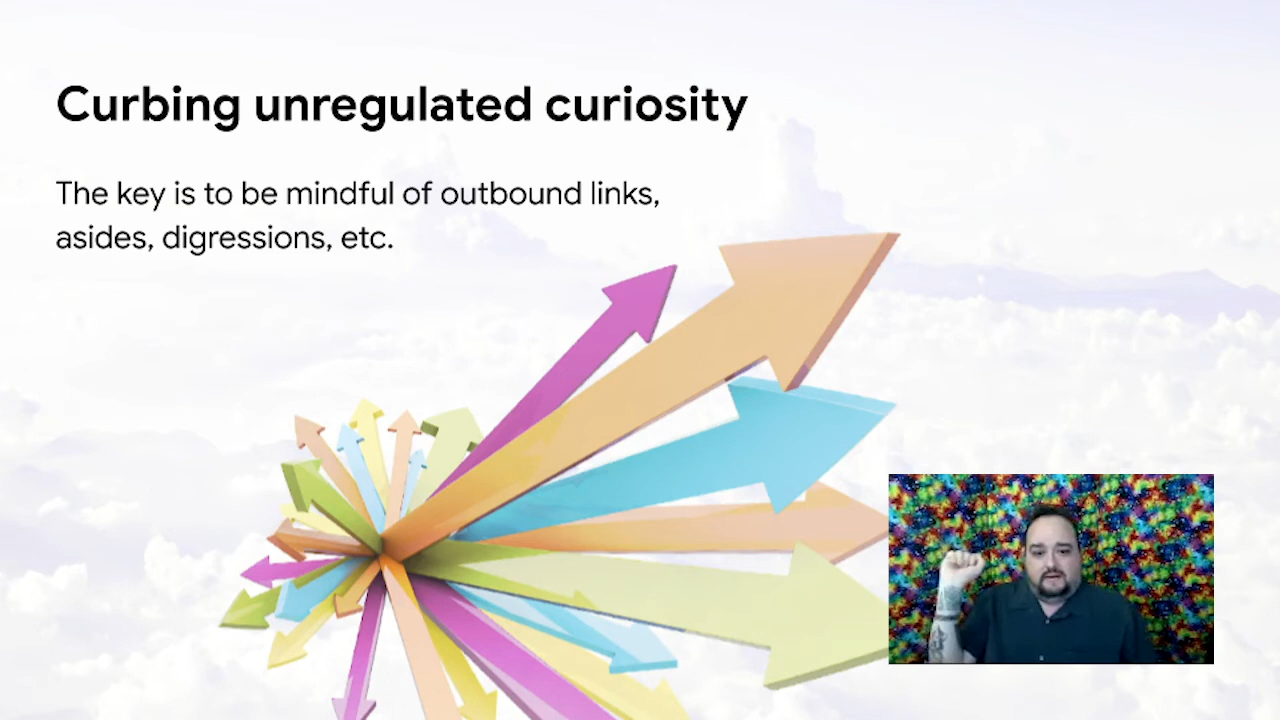 Curbing unregulated curiosity
The key is to be mindful of outbound links,
asides, digressions, etc.